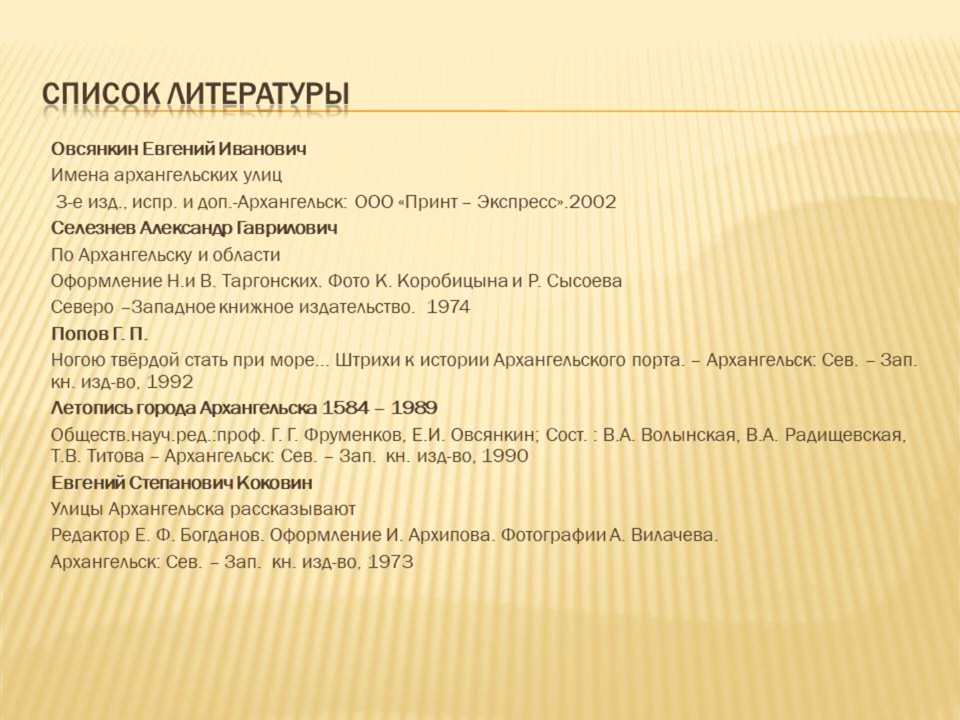 СПИСОК ЛИТЕРАТУРЫ
Овсянкин Евгений Иванович
Имена архангельских улиц
3-е изд., испр. и доп.-Архангельск: ООО «Принт – Экспресс».2002
Селезнев Александр Гаврилович
По Архангельску и области
Оформление Н.и В. Таргонских. Фото К. Коробицына и Р. Сысоева
Северо –Западное книжное издательство. 1974
Попов Г. П.
Ногою твёрдой стать при море... Штрихи к истории Архангельского порта. – Архангельск: Сев. – Зап.
кн. изд-во, 1992
Летопись города Архангельска 1584 – 1989
Обществ.науч.ред.:проф. Г. Г. Фруменков, Е.И. Овсянкин; Сост. : В.А. Волынская, В.А. Радищевская,
Т.В. Титова – Архангельск: Сев. – Зап. кн. изд-во, 1990
Евгений Степанович Коковин
Улицы Архангельска рассказывают
Редактор Е. Ф. Богданов. Оформление И. Архипова. Фотографии А. Вилачева.
Архангельск: Сев. – Зап. кн. изд-во, 1973